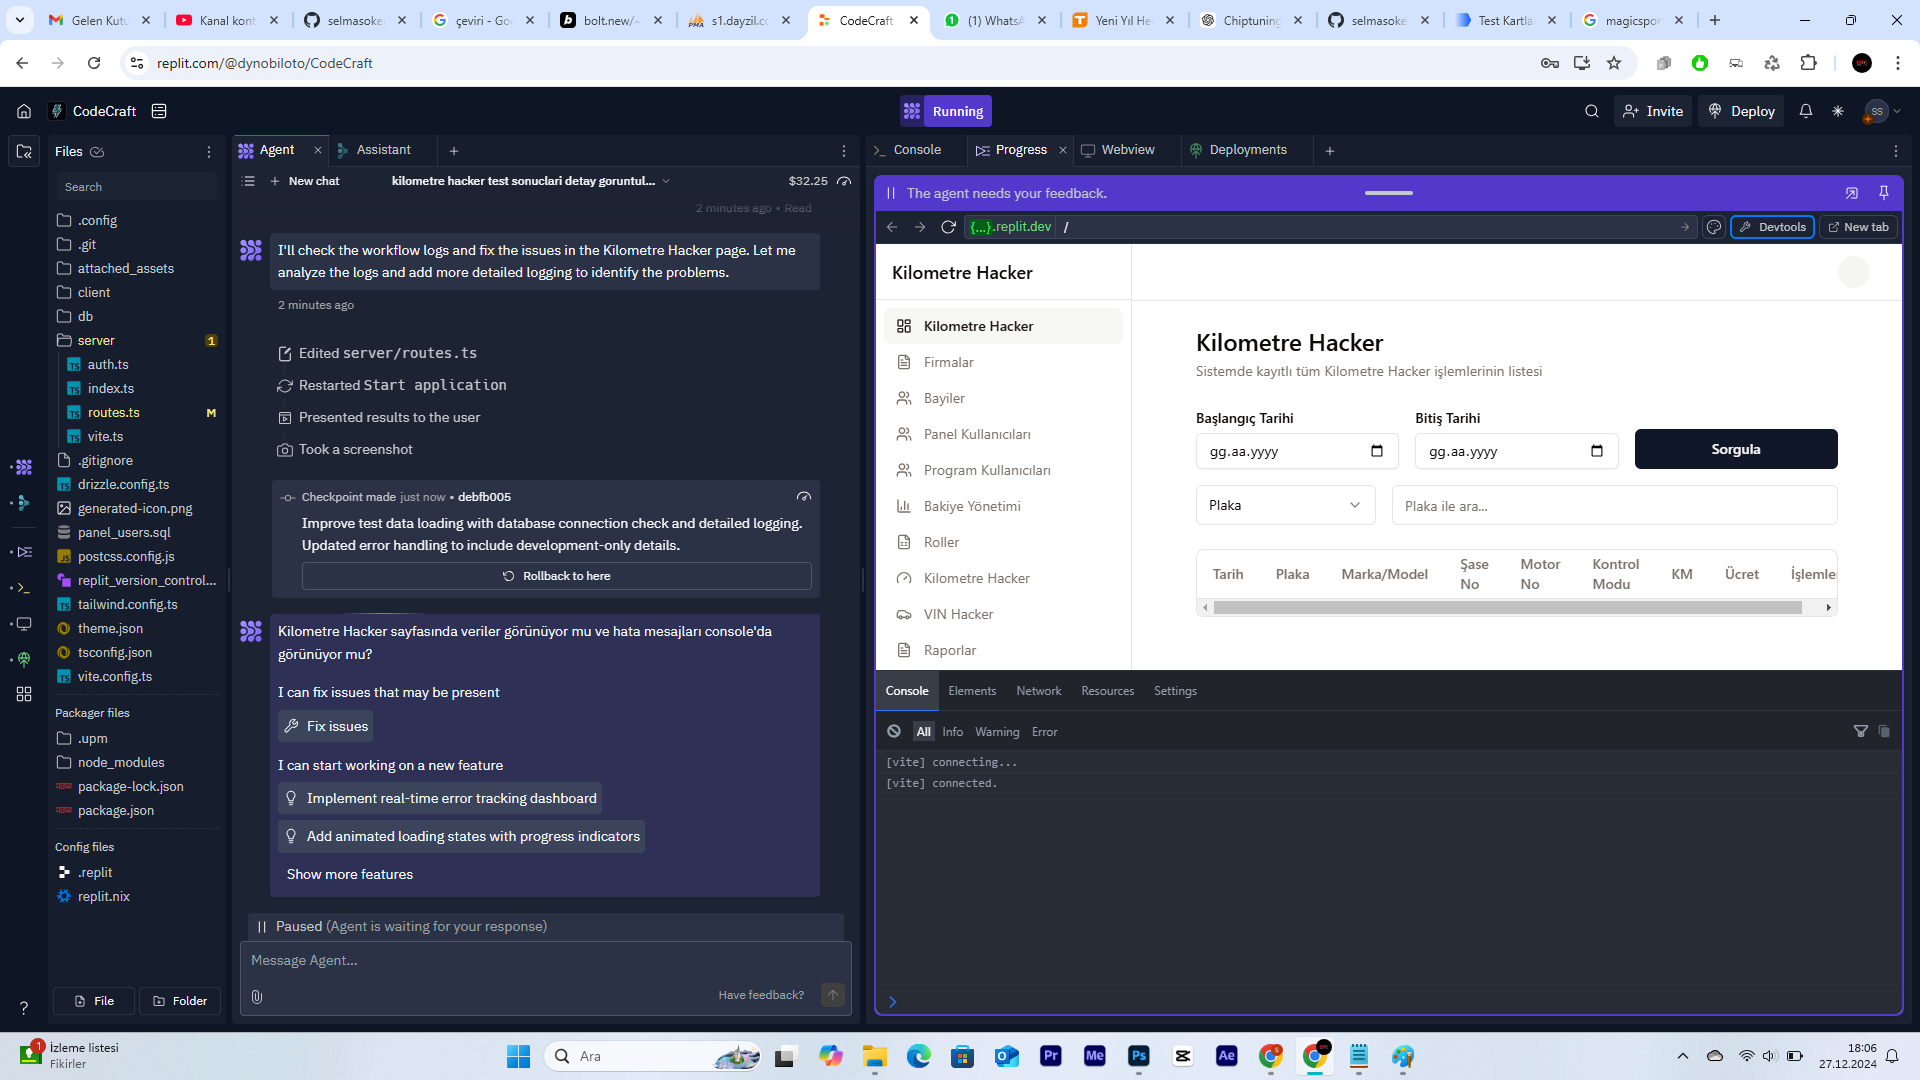 Gelen Kutu
Kanal kont
selmasoke
çeviri - Go
bolt.new/~
s1.dayzil.co
CodeCraft
(1) WhatsA
Yeni Yıl He
Chiptuning
selmasoke
Test Kartla
magicspor
replit.com/@dynobiloto/CodeCraft
CodeCraft
Running
Invite
Deploy
SS
Files
Search
.config
.git
attached_assets
client
db
server 1
auth.ts
index.ts
routes.ts M
vite.ts
.gitignore
drizzle.config.ts
generated-icon.png
panel_users.sql
postcss.config.js
replit_version_control...
tailwind.config.ts
theme.json
tsconfig.json
vite.config.ts
Packager files
.upm
node_modules
package-lock.json
package.json
Config files
.replit
replit.nix
File
Folder
Agent
Assistant
New chat
kilometre hacker test sonuclari detay goruntul...
$32.25
2 minutes ago • Read
I'll check the workflow logs and fix the issues in the Kilometre Hacker page. Let me
analyze the logs and add more detailed logging to identify the problems.
2 minutes ago
Edited server/routes.ts
Restarted Start application
Presented results to the user
Took a screenshot
Checkpoint made just now • debfb005
Improve test data loading with database connection check and detailed logging.
Updated error handling to include development-only details.
Rollback to here
Kilometre Hacker sayfasında veriler görünüyor mu ve hata mesajları console'da
görünüyor mu?
I can fix issues that may be present
Fix issues
I can start working on a new feature
Implement real-time error tracking dashboard
Add animated loading states with progress indicators
Show more features
Paused (Agent is waiting for your response)
Message Agent...
Have feedback?
Console
Progress
Webview
Deployments
The agent needs your feedback.
{...}.replit.dev /
Devtools
New tab
Kilometre Hacker
Kilometre Hacker
Firmalar
Bayiler
Panel Kullanıcıları
Program Kullanıcıları
Bakiye Yönetimi
Roller
Kilometre Hacker
VIN Hacker
Raporlar
Kilometre Hacker
Sistemde kayıtlı tüm Kilometre Hacker işlemlerinin listesi
Başlangıç Tarihi
Bitiş Tarihi
gg.aa.yyyy
gg.aa.yyyy
Sorgula
Plaka
Plaka ile ara...
Tarih
Plaka
Marka/Model
Şase No
Motor No
Kontrol Modu
KM
Ücret
İşlemle
Console
Elements
Network
Resources
Settings
All
Info
Warning
Error
[vite] connecting...
[vite] connected.
1
İzleme listesi
Fikirler
Ara
Pr
Me
Ps
Ae
18:06
27.12.2024